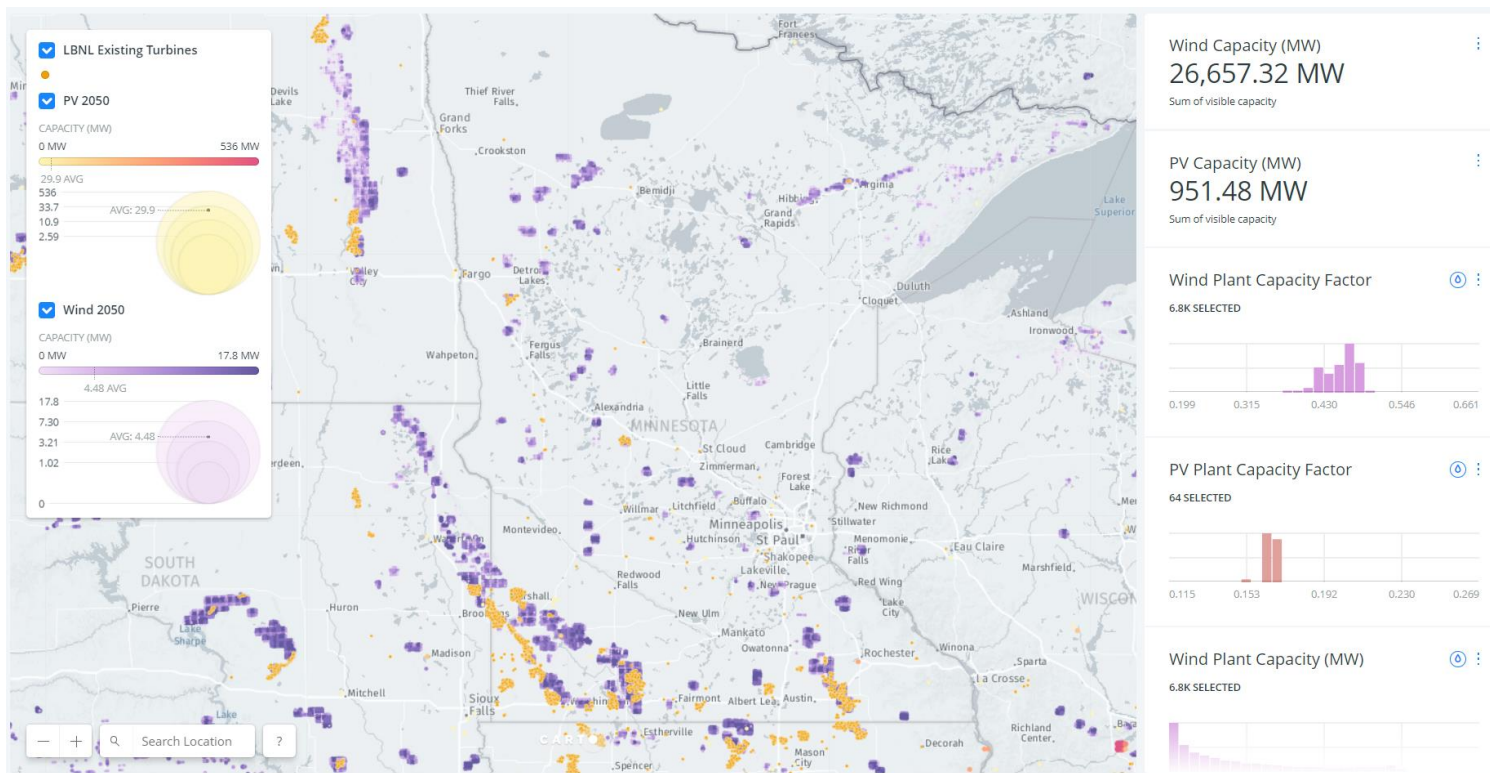 LBNL Existing Turbines
PV 2050
CAPACITY (MW)
0 MW 536 MW
29.9 AVG
536
33.7
10.9
2.59
AVG: 29.9
Wind 2050
CAPACITY (MW)
0 MW 17.8 MW
4.48 AVG
17.8
7.30
3.21
1.02
0
AVG: 4.48
Search Location
?
Fort
Frances
Devils
Lake
Thief River
Falls
Grand
Forks
Crookston
Bemidji
Virginia
Grand
Rapids
Lake
Superior
Valley
City
Fargo
Detroit
Lakes
Duluth
Cloquet
Ashland
Ironwood
Wahpeton
Fergus
Falls
Brainerd
Little
Falls
Alexandria
MINNESOTA
St Cloud
Cambridge
Zimmerman
Forest
Lake
Rice
Lake
Willmar
Litchfield
Buffalo
New Richmond
Montevideo
Minneapolis
Stillwater
Hutchinson
St Paul
Menomonie
Shakopee
River
Falls
Eau Claire
Lakeville
Marshfield
SOUTH
DAKOTA
Redwood
Falls
New Prague
Red Wing
Pierre
Huron
New Ulm
Lake
City
Lake
Sharpe
Mankato
Owatonna
Rochester
Winona
Sparta
Madison
La Crosse
Mitchell
Sioux
Falls
Fairmont
Albert Lea
Austin
Lake
Estherville
Richland
Center
Decorah
Mason
City
Spencer
CARTO
Wind Capacity (MW)
26,657.32 MW
Sum of visible capacity
PV Capacity (MW)
951.48 MW
Sum of visible capacity
Wind Plant Capacity Factor
6.8K SELECTED
0.199 0.315 0.430 0.546 0.661
PV Plant Capacity Factor
64 SELECTED
0.115 0.153 0.192 0.230 0.269
Wind Plant Capacity (MW)
6.8K SELECTED